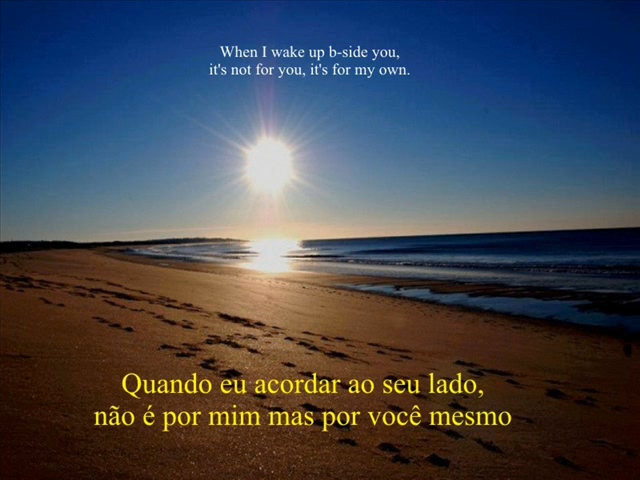 When I wake up b-side you,
it's not for you, it's for my own.
Quando eu acordar ao seu lado,
não é por mim mas por você mesmo